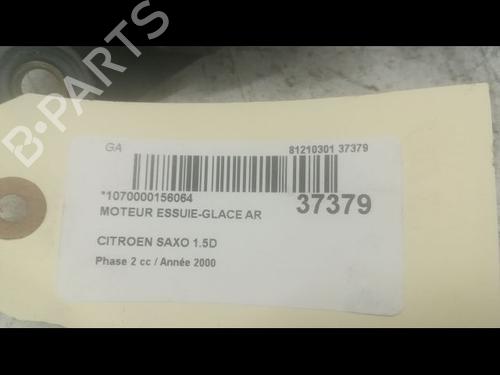 B-PARTS
GA
81210301 37379
*1070000156064
37379
MOTEUR ESSUIE-GLACE AR
CITROEN SAXO 1.5D
Phase 2 cc / Année 2000